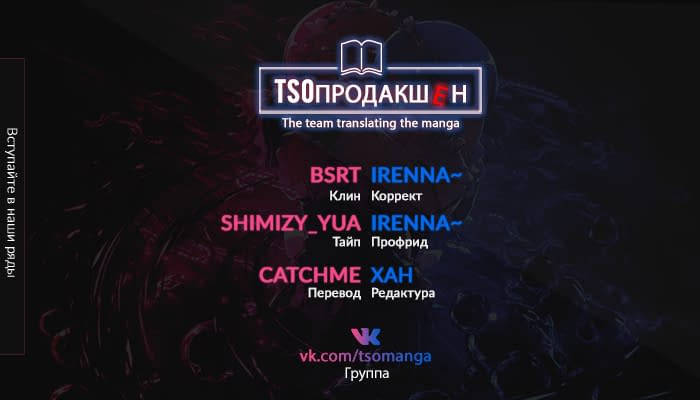 TSOПРОДАКШЕН
The team translating the manga
BSRT IRENNA~
Клин Коррект
SHIMIZY_YUA IRENNA~
Тайп Профрид
CATCHME ХАН
Перевод Редактура
vk.com/tsomanga
Группа
Вступайте в наши ряды